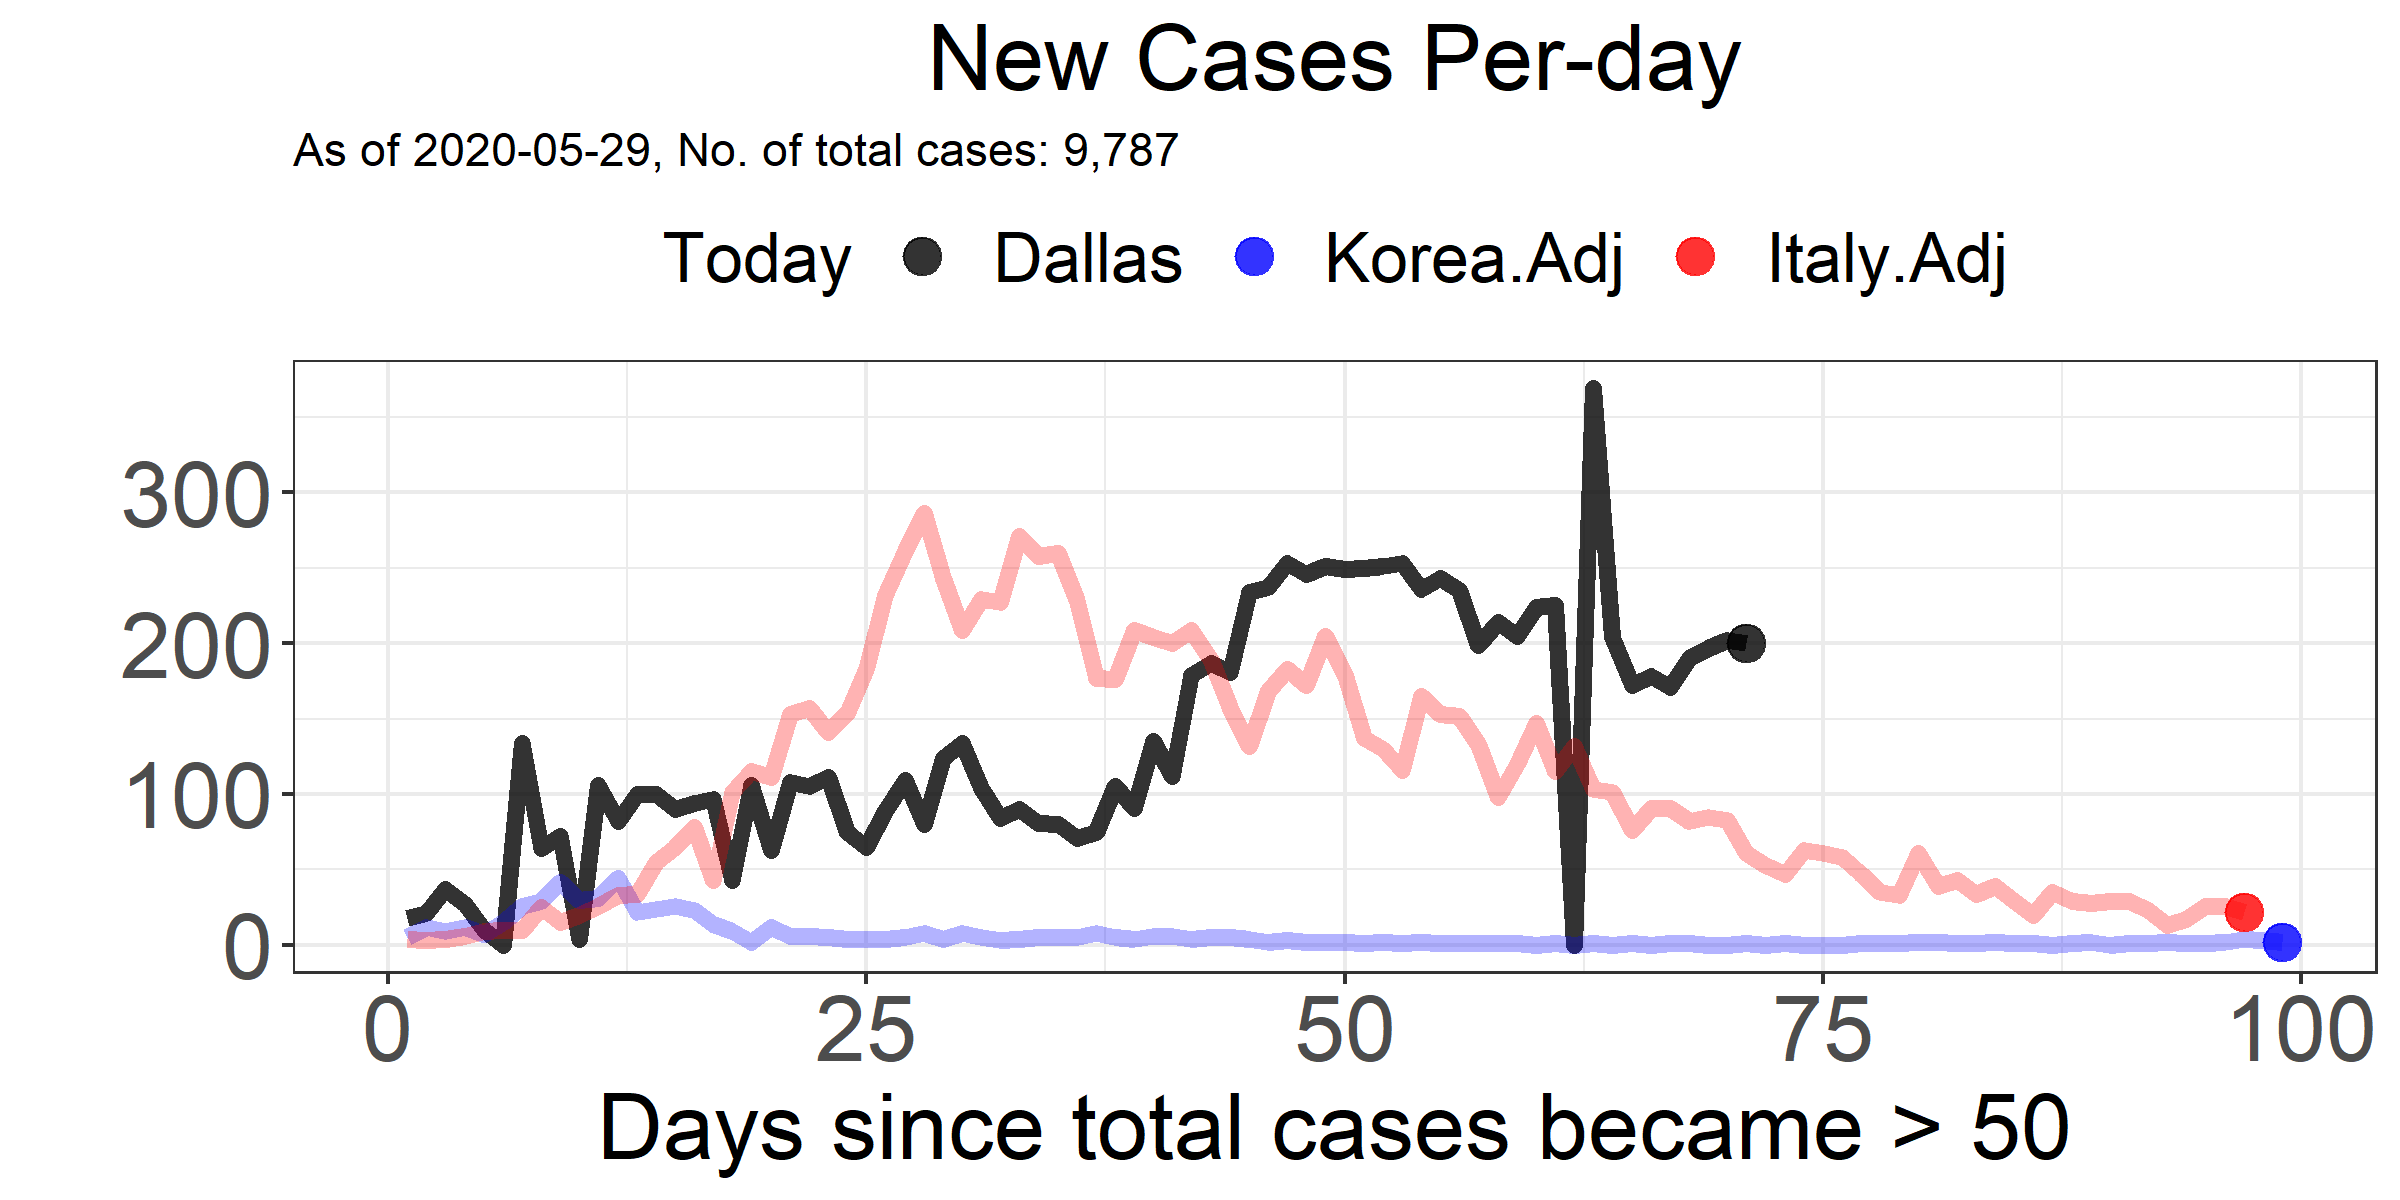 New Cases Per-day
As of 2020-05-29, No. of total cases: 9,787
Today Dallas Korea.Adj Italy.Adj
300
200
100
0
0 25 50 75 100
Days since total cases became > 50